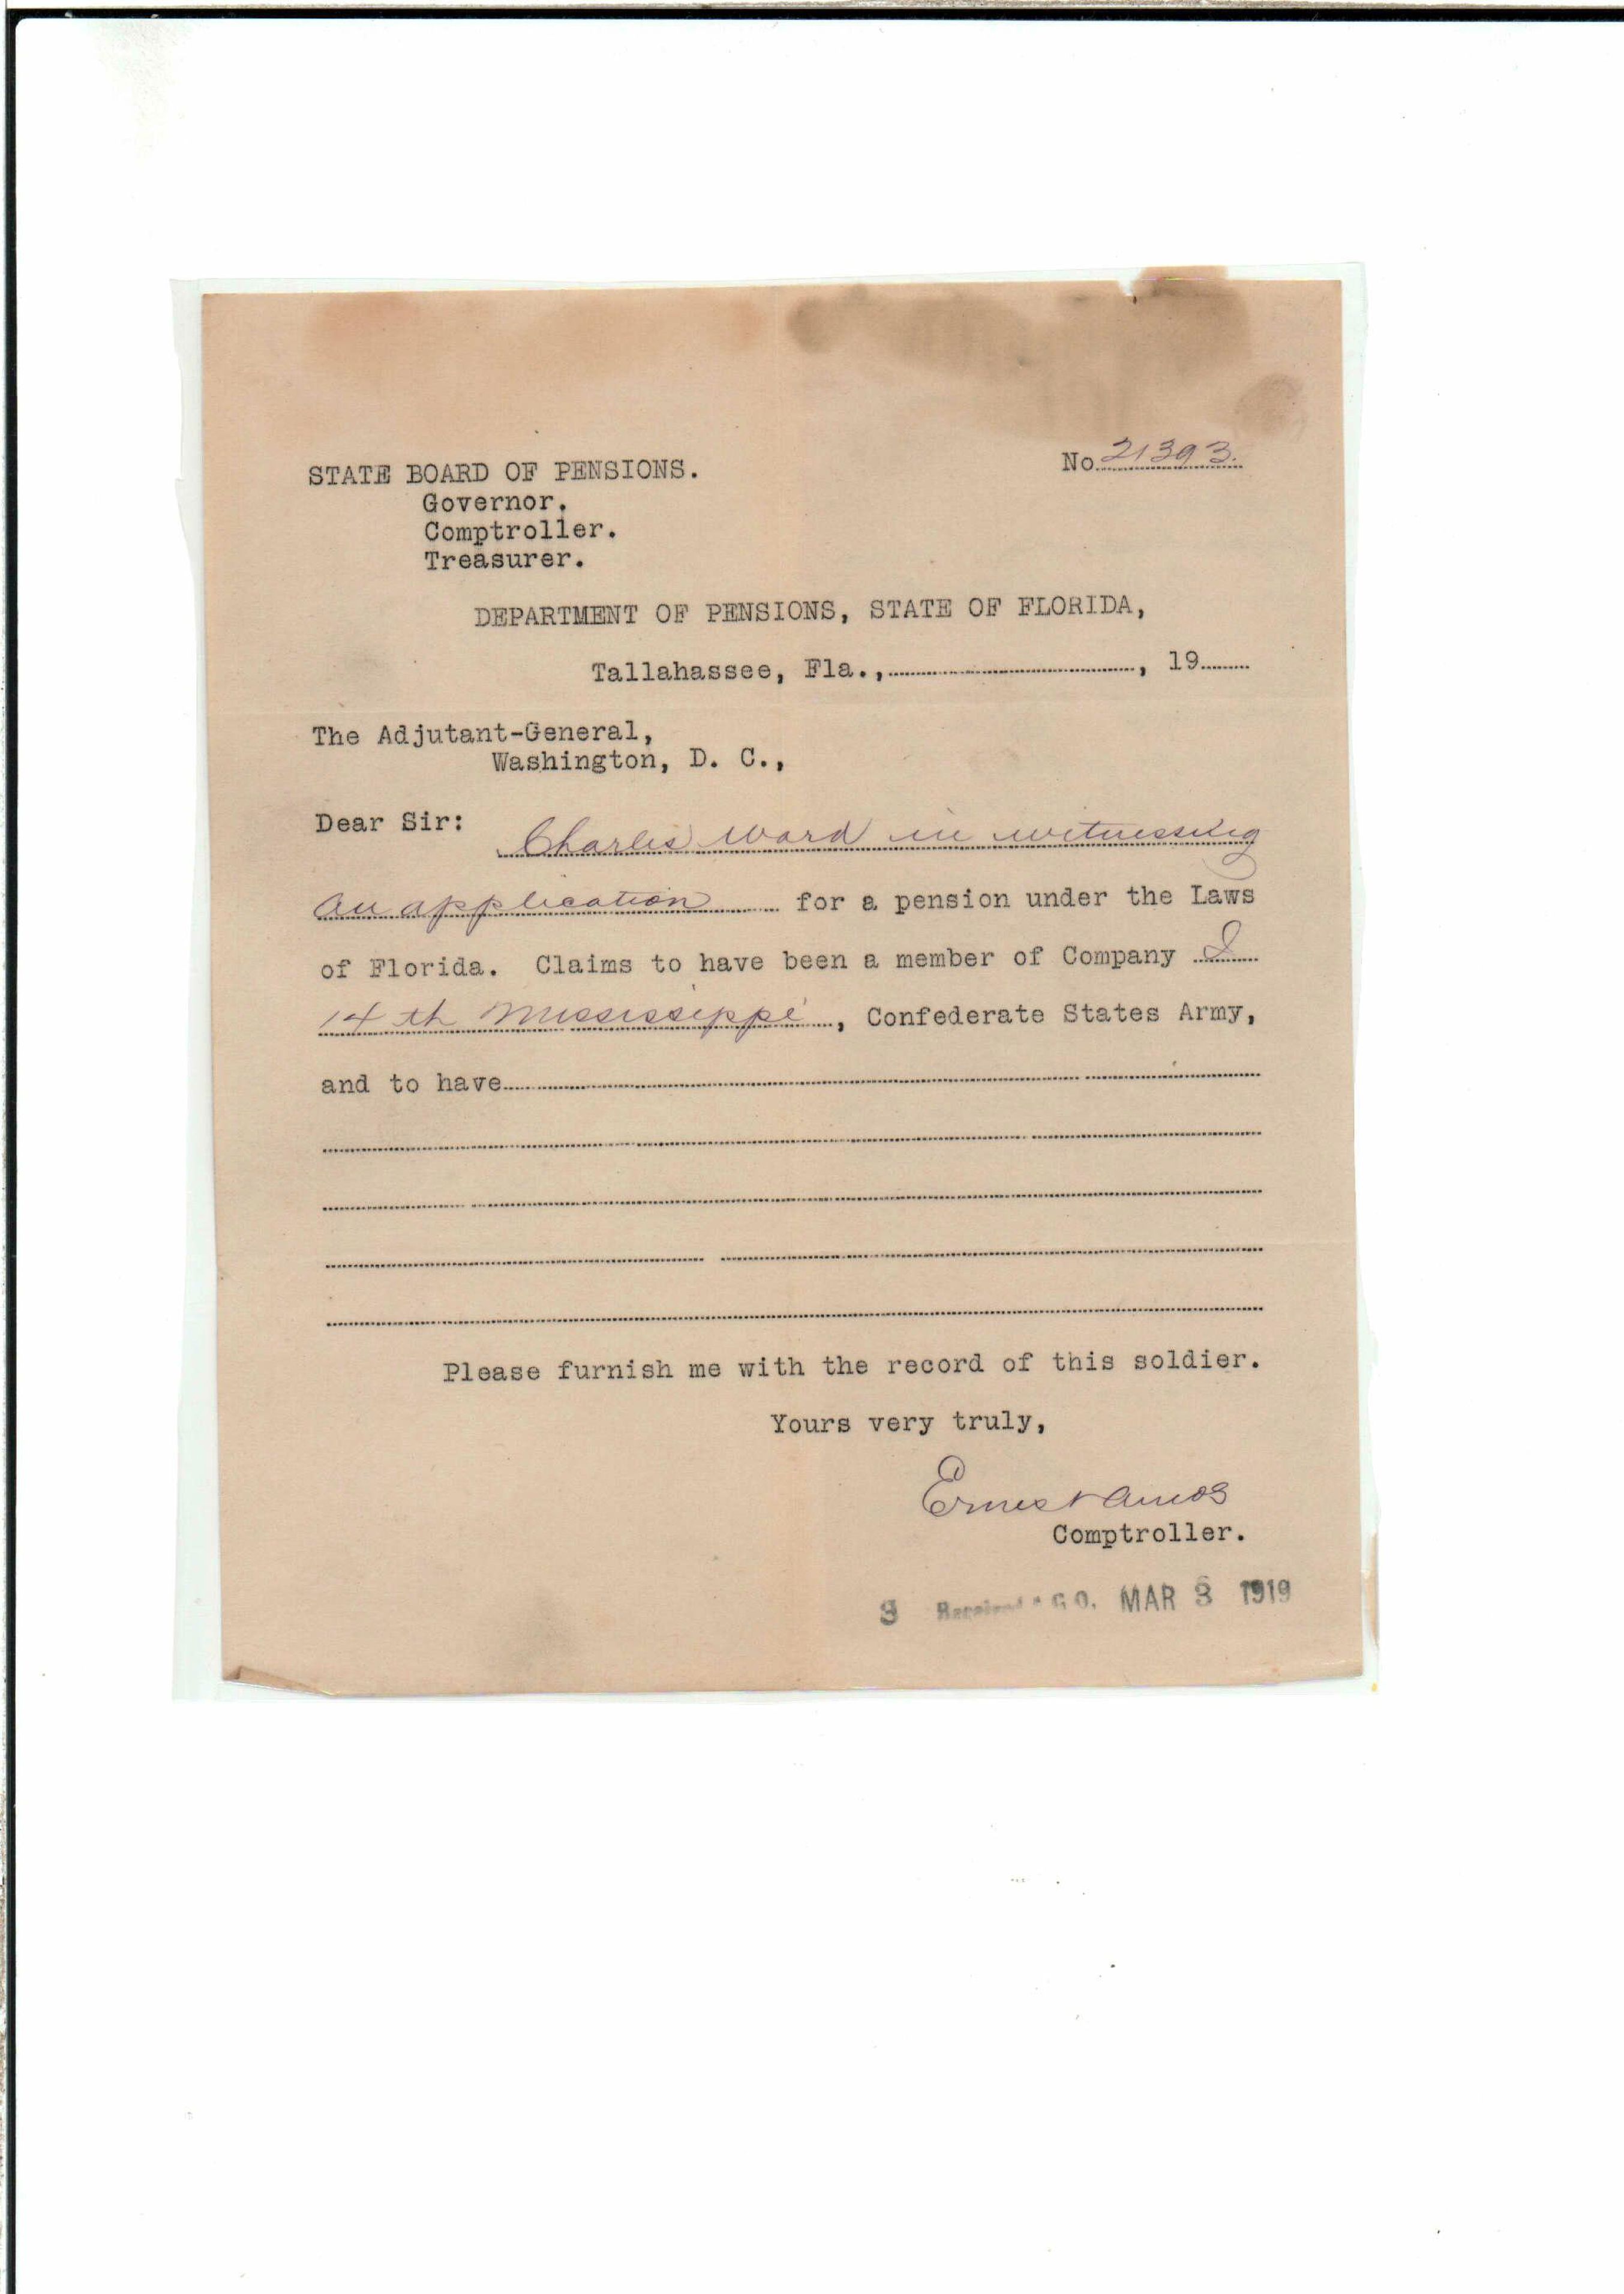 No. 21393.
STATE BOARD OF PENSIONS.
Governor.
Comptroller.
Treasurer.
DEPARTMENT OF PENSIONS, STATE OF FLORIDA,
Tallahassee, Fla., , 19
The Adjutant-General,
Washington, D. C.,
Dear Sir:
Charles Ward in witnessing
an application for a pension under the Laws
of Florida. Claims to have been a member of Company I
14th Mississippi, Confederate States Army,
and to have
Please furnish me with the record of this soldier.
Yours very truly,
Ernest Amos
Comptroller.
3 Received A.G.O. MAR 3 1919